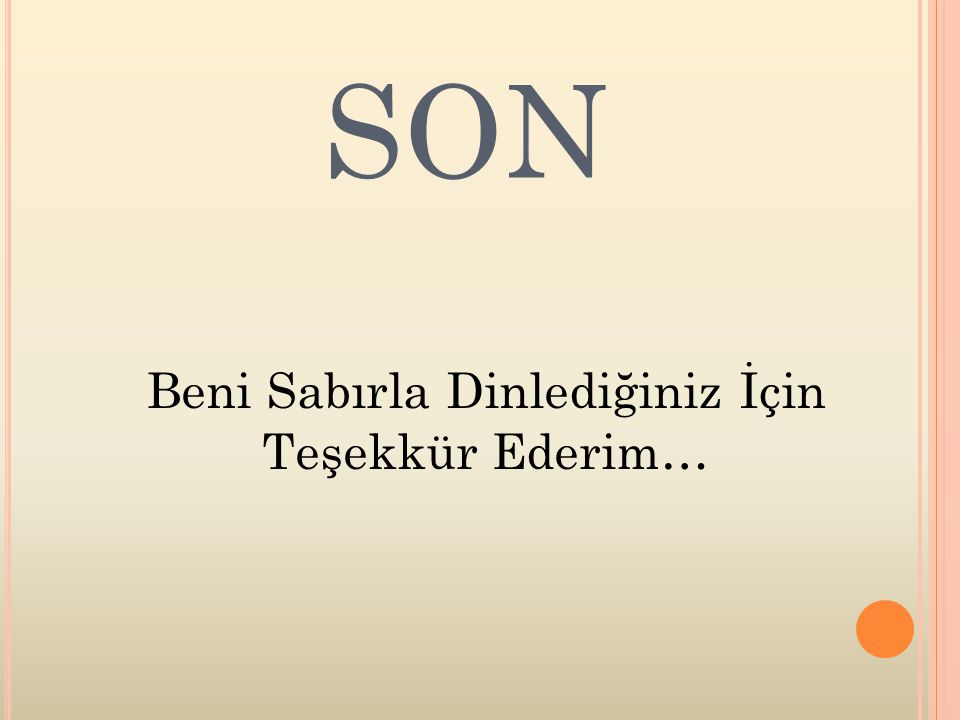 SON
Beni Sabırla Dinlediğiniz İçin
Teşekkür Ederim…